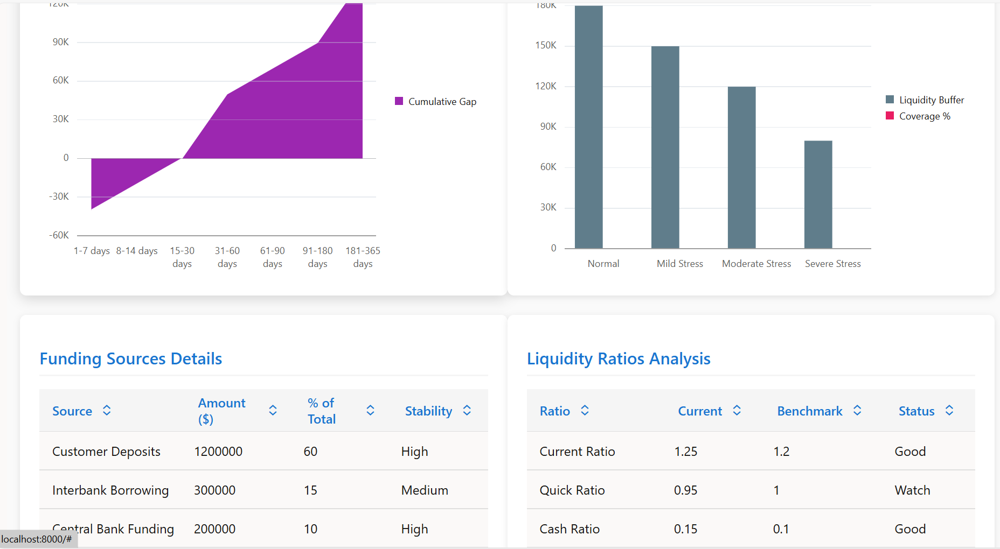 120K
90K
60K
30K
0
-30K
-60K
1-7 days 8-14 days 15-30 days 31-60 days 61-90 days 91-180 days 181-365 days
Cumulative Gap
180K
150K
120K
90K
60K
30K
0
Normal Mild Stress Moderate Stress Severe Stress
Liquidity Buffer
Coverage %
Funding Sources Details
Source Amount ($) % of Total Stability
Customer Deposits 1200000 60 High
Interbank Borrowing 300000 15 Medium
Central Bank Funding 200000 10 High
Liquidity Ratios Analysis
Ratio Current Benchmark Status
Current Ratio 1.25 1.2 Good
Quick Ratio 0.95 1 Watch
Cash Ratio 0.15 0.1 Good
localhost:8000/#